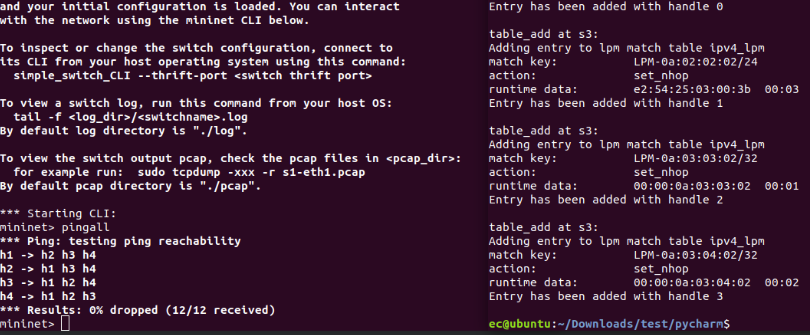 and your initial configuration is loaded. You can interact
with the network using the mininet CLI below.
To inspect or change the switch configuration, connect to
its CLI from your host operating system using this command:
simple_switch_CLI --thrift-port <switch thrift port>
To view a switch log, run this command from your host OS:
tail -f <log_dir>/<switchname>.log
By default log directory is "./log".
To view the switch output pcap, check the pcap files in <pcap_dir>:
for example run:  sudo tcpdump -xxx -r s1-eth1.pcap
By default pcap directory is "./pcap".
*** Starting CLI:
mininet> pingall
*** Ping: testing ping reachability
h1 -> h2 h3 h4
h2 -> h1 h3 h4
h3 -> h1 h2 h4
h4 -> h1 h2 h3
*** Results: 0% dropped (12/12 received)
mininet>
Entry has been added with handle 0
table_add at s3:
Adding entry to lpm match table ipv4_lpm
match key:           LPM-0a:02:02:02/24
action:              set_nhop
runtime data:        e2:54:25:03:00:3b  00:03
Entry has been added with handle 1
table_add at s3:
Adding entry to lpm match table ipv4_lpm
match key:           LPM-0a:03:03:02/32
action:              set_nhop
runtime data:        00:00:0a:03:03:02  00:01
Entry has been added with handle 2
table_add at s3:
Adding entry to lpm match table ipv4_lpm
match key:           LPM-0a:03:04:02/32
action:              set_nhop
runtime data:        00:00:0a:03:04:02  00:02
Entry has been added with handle 3
ec@ubuntu:~/Downloads/test/pycharm$